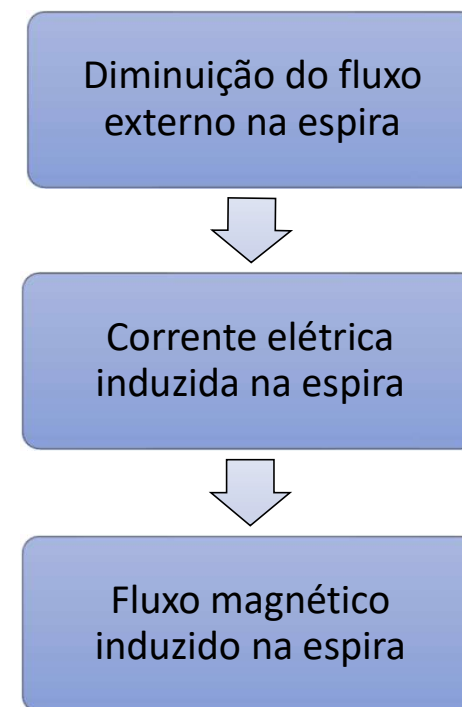 Diminuição do fluxo
externo na espira
Corrente elétrica
induzida na espira
Fluxo magnético
induzido na espira